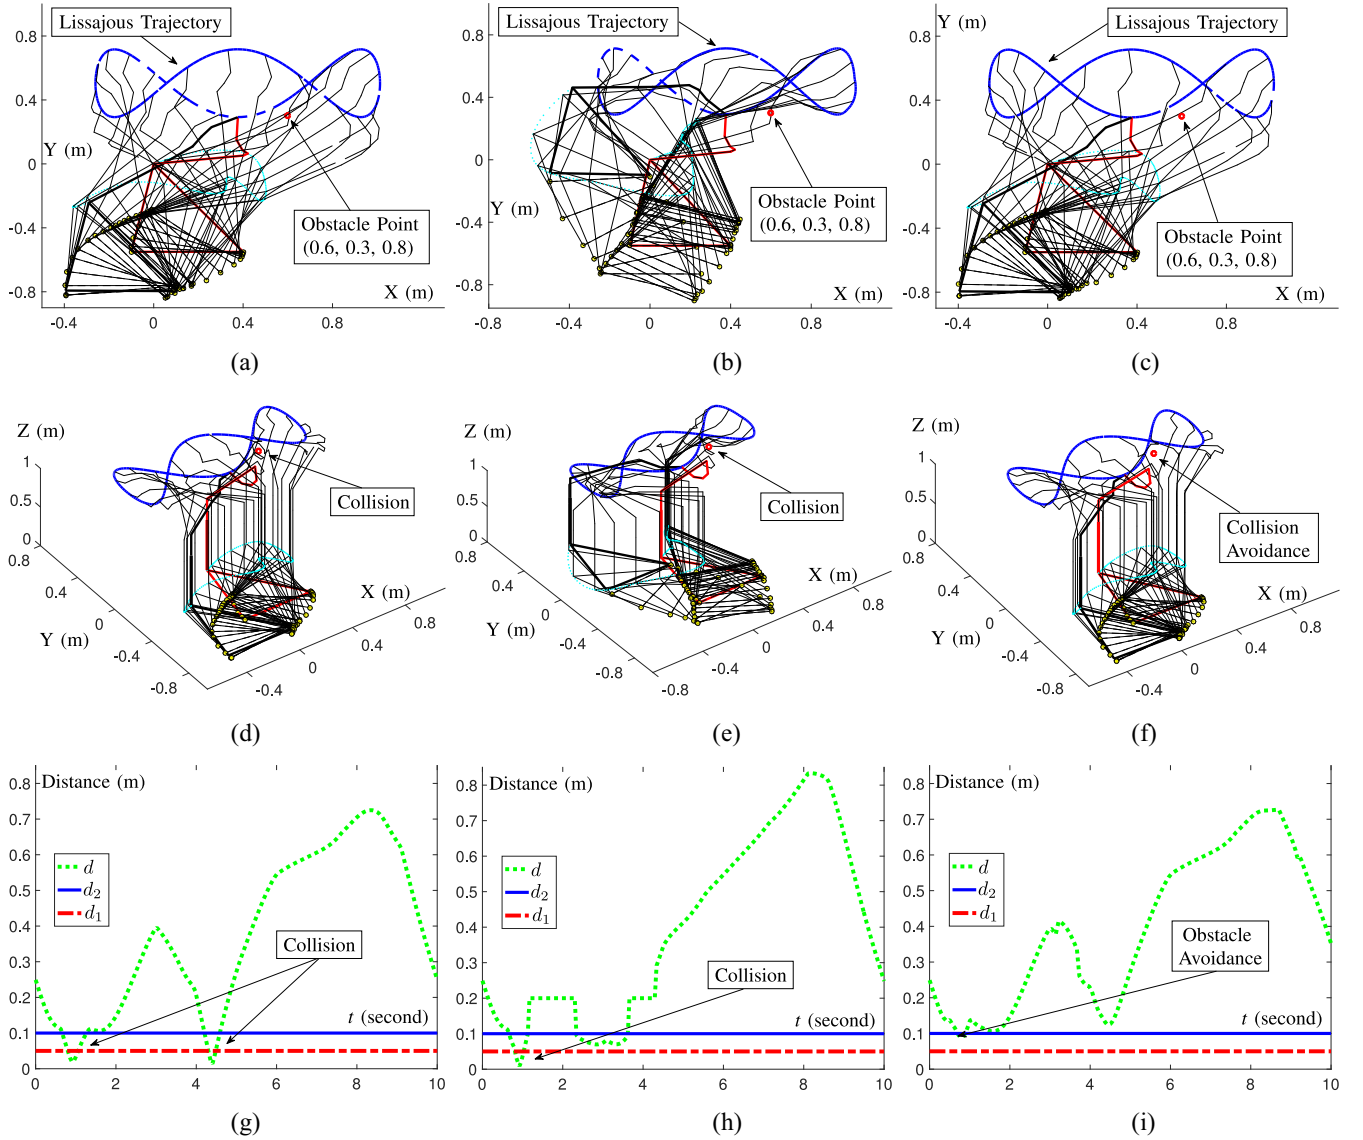 0.8
Lissajous Trajectory
0.4
Y (m)
0
Obstacle Point
(0.6, 0.3, 0.8)
-0.4
-0.8
X (m)
-0.4 0 0.4 0.8
(a)
0.8
Lissajous Trajectory
0.4
0
Y (m)
Obstacle Point
(0.6, 0.3, 0.8)
-0.4
-0.8
X (m)
-0.8 -0.4 0 0.4 0.8
(b)
Y (m)
0.8
Lissajous Trajectory
0.4
0
Obstacle Point
(0.6, 0.3, 0.8)
-0.4
-0.8
X (m)
-0.4 0 0.4 0.8
(c)
Z (m)
1
0.5
0
Collision
0.8
0.4
0
-0.4
-0.8
Y (m)
X (m)
0.8
0.4
0
-0.4
(d)
Z (m)
1
0.5
0
Collision
0.8
0.4
0
-0.4
-0.8
Y (m)
X (m)
0.8
0.4
0
-0.4
-0.8
(e)
Z (m)
1
0.5
0
Collision
Avoidance
0.8
0.4
0
-0.4
-0.8
Y (m)
X (m)
0.8
0.4
0
-0.4
(f)
0.8
Distance (m)
0.7
0.6
d
d2
d1
0.5
0.4
Collision
0.3
0.2
t (second)
0.1
0
0 2 4 6 8 10
(g)
0.8
Distance (m)
0.7
0.6
d
d2
d1
0.5
0.4
0.3
Collision
0.2
t (second)
0.1
0
0 2 4 6 8 10
(h)
0.8
Distance (m)
0.7
0.6
d
d2
d1
0.5
0.4
Obstacle
Avoidance
0.3
0.2
t (second)
0.1
0
0 2 4 6 8 10
(i)